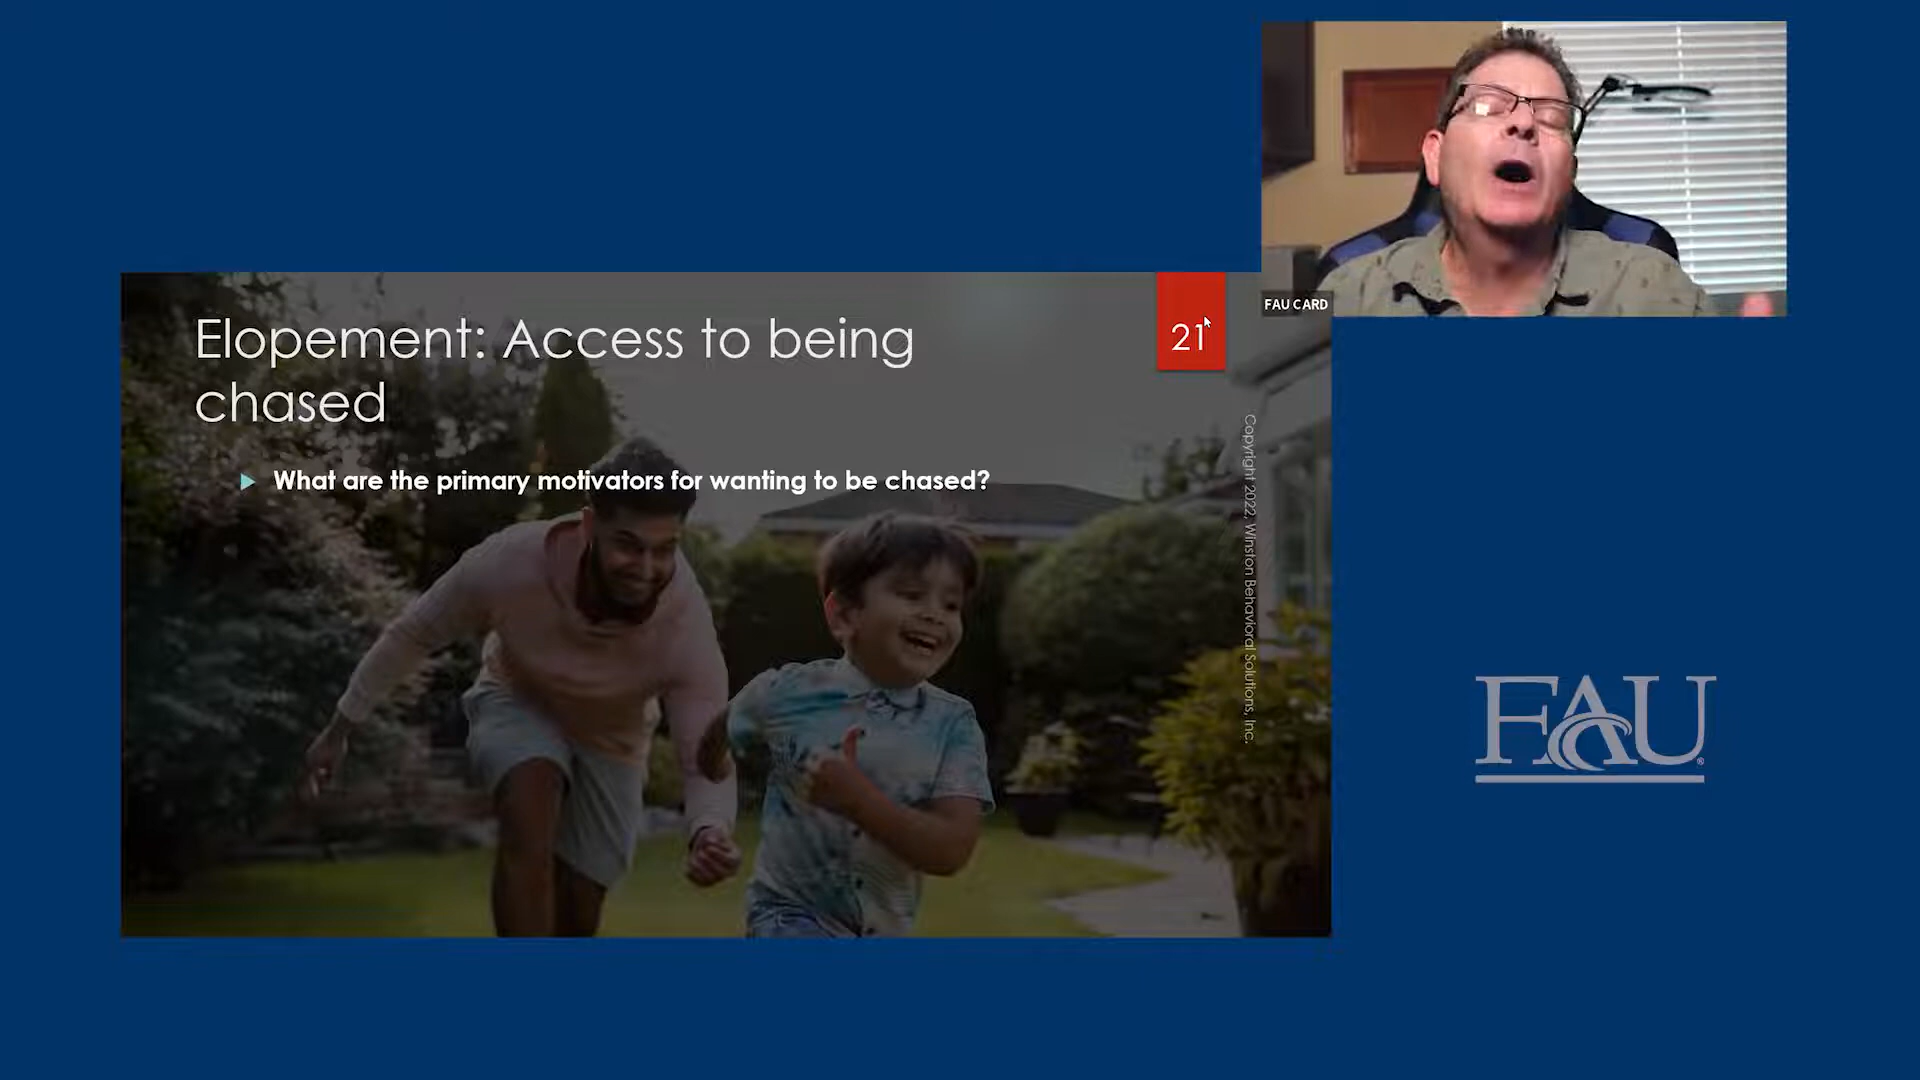 FAU CARD
Elopement: Access to being
chased
21
What are the primary motivators for wanting to be chased?
Copyright 2022, Winston Behavioral Solutions, Inc.
FAU®